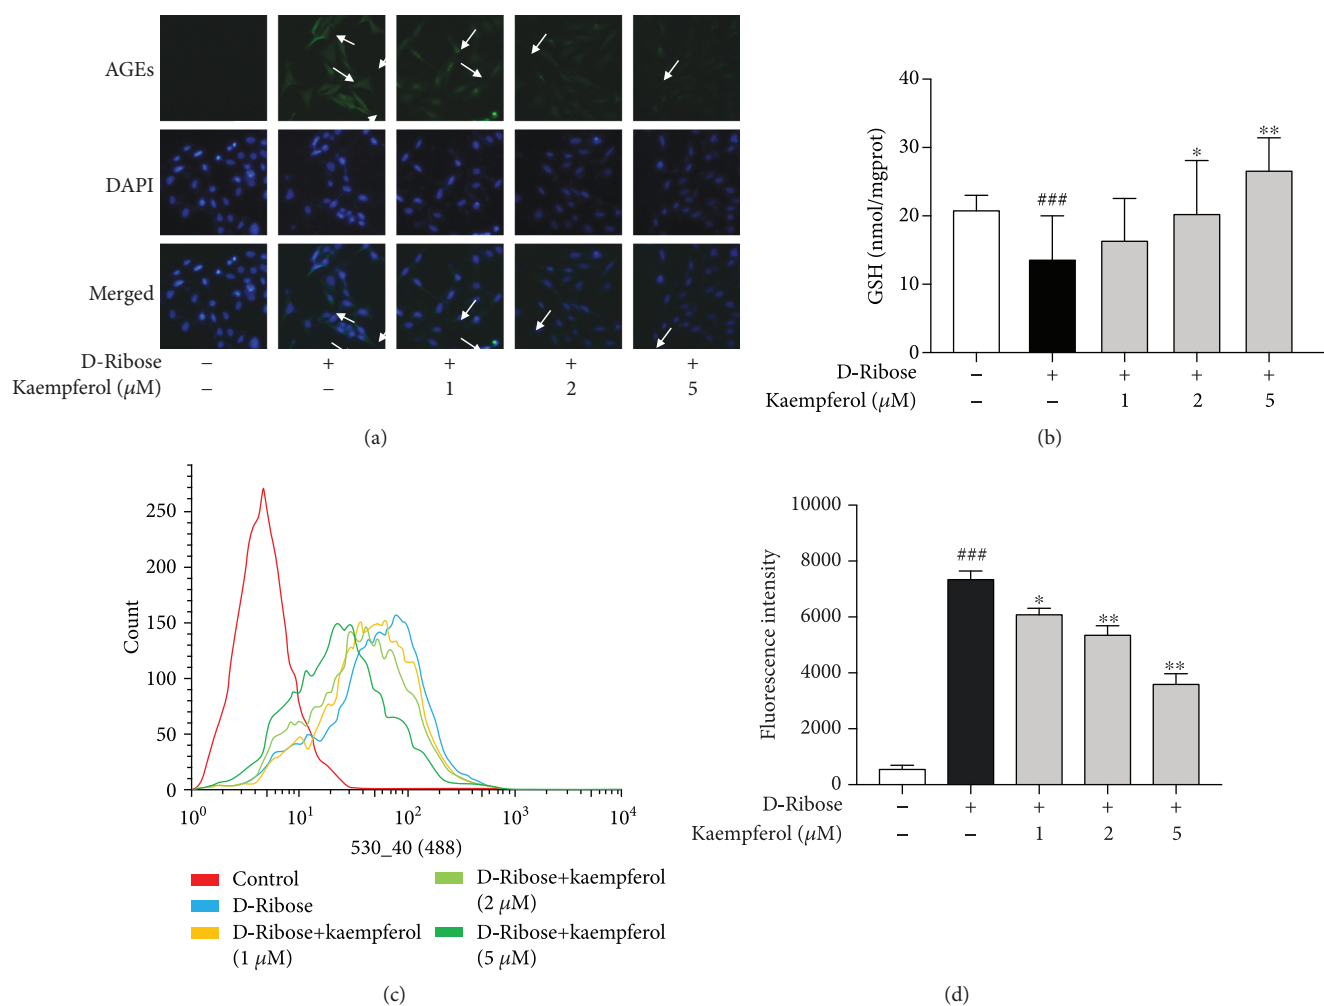 AGEs
DAPI
Merged
D-Ribose – + + + +
Kaempferol (μM) – – 1 2 5
(a)
GSH (nmol/mgprot)
40
30
20
10
0
###
*
**
D-Ribose – + + + +
Kaempferol (μM) – – 1 2 5
(b)
Count
250
200
150
100
50
0
10^0 10^1 10^2 10^3 10^4
530_40 (488)
Control
D-Ribose
D-Ribose+kaempferol
(1 μM)
D-Ribose+kaempferol
(2 μM)
D-Ribose+kaempferol
(5 μM)
(c)
Fluorescence intensity
10000
8000
6000
4000
2000
0
###
*
**
**
D-Ribose – + + + +
Kaempferol (μM) – – 1 2 5
(d)